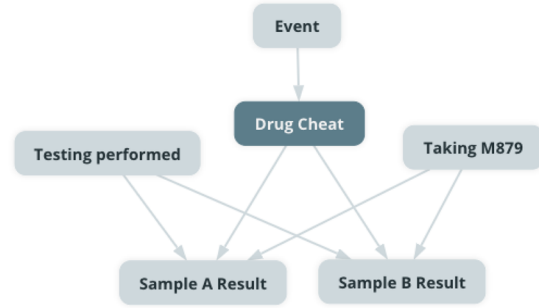 Event
Drug Cheat
Testing performed
Taking M879
Sample A Result
Sample B Result